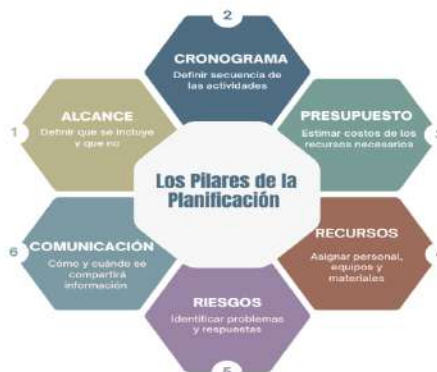 Los Pilares de la
Planificación
1
ALCANCE
Definir que se incluye
y que no
2
CRONOGRAMA
Definir secuencia de
las actividades
3
PRESUPUESTO
Estimar costos de los
recursos necesarios
4
RECURSOS
Asignar personal,
equipos y
materiales
5
RIESGOS
Identificar problemas
y respuestas
6
COMUNICACIÓN
Cómo y cuándo se
compartirá
información